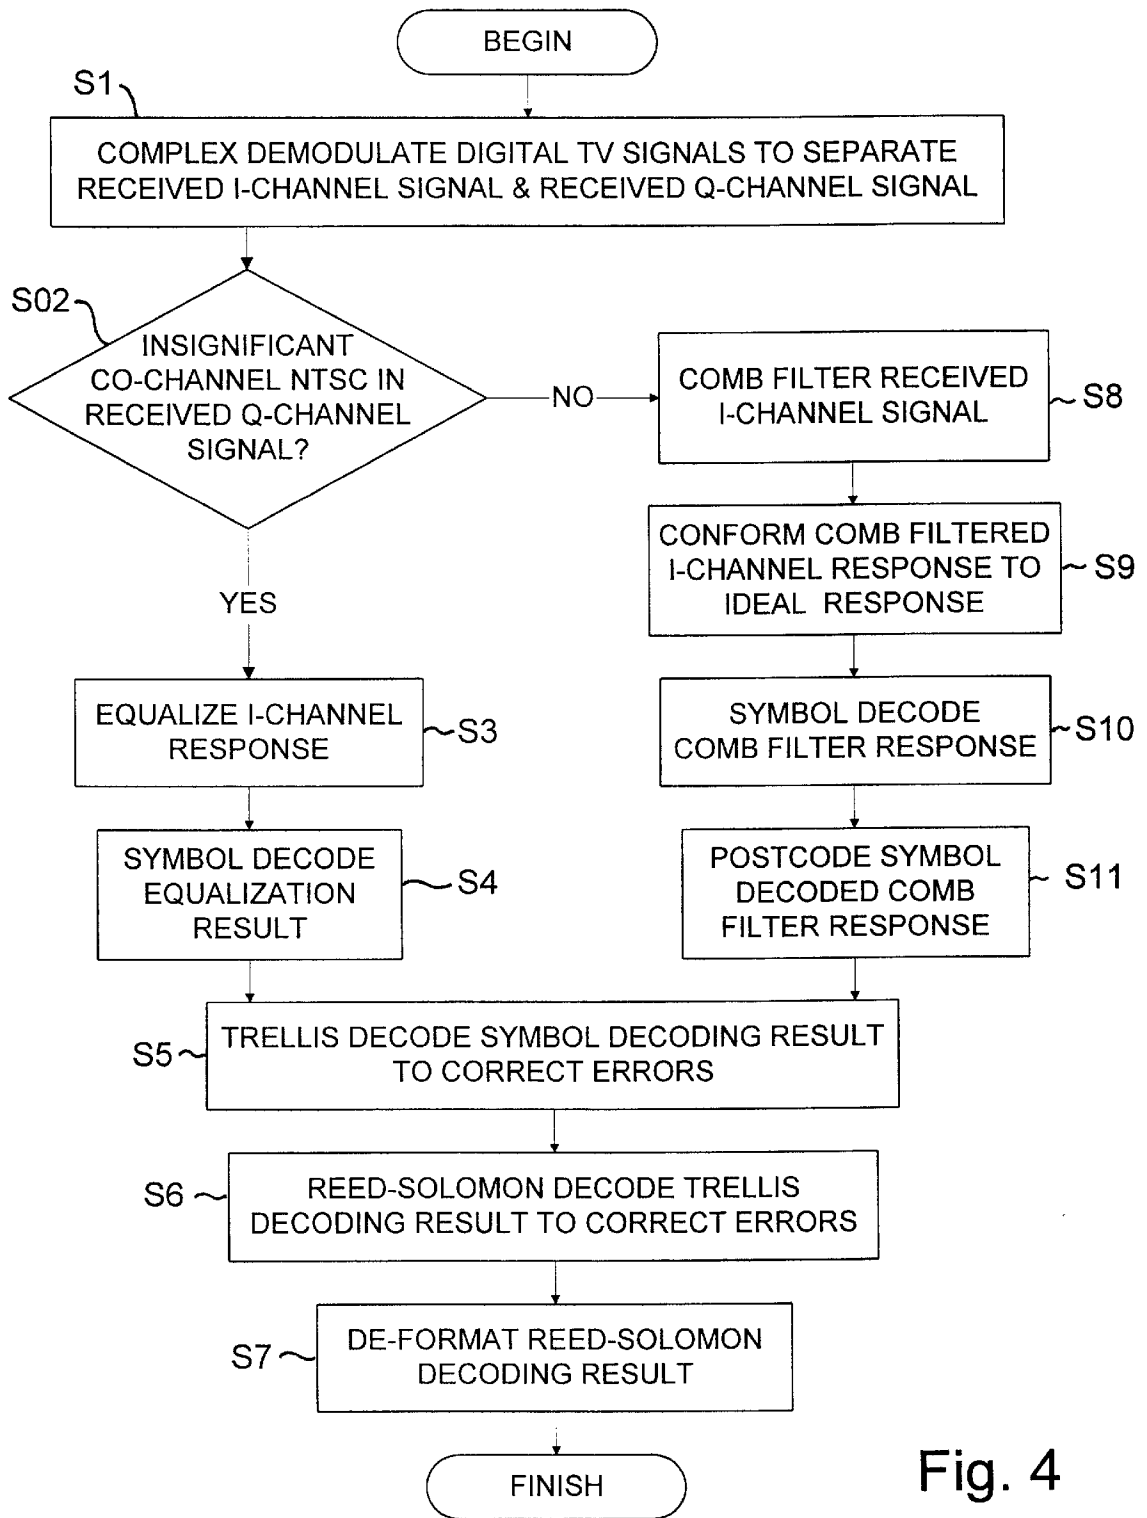 BEGIN
S1
COMPLEX DEMODULATE DIGITAL TV SIGNALS TO SEPARATE
RECEIVED I-CHANNEL SIGNAL & RECEIVED Q-CHANNEL SIGNAL
S02
INSIGNIFICANT
CO-CHANNEL NTSC IN
RECEIVED Q-CHANNEL
SIGNAL?
NO
COMB FILTER RECEIVED
I-CHANNEL SIGNAL
S8
CONFORM COMB FILTERED
I-CHANNEL RESPONSE TO
IDEAL RESPONSE
S9
YES
EQUALIZE I-CHANNEL
RESPONSE
S3
SYMBOL DECODE
COMB FILTER RESPONSE
S10
SYMBOL DECODE
EQUALIZATION
RESULT
S4
POSTCODE SYMBOL
DECODED COMB
FILTER RESPONSE
S11
S5
TRELLIS DECODE SYMBOL DECODING RESULT
TO CORRECT ERRORS
S6
REED-SOLOMON DECODE TRELLIS
DECODING RESULT TO CORRECT ERRORS
S7
DE-FORMAT REED-SOLOMON
DECODING RESULT
FINISH
Fig. 4